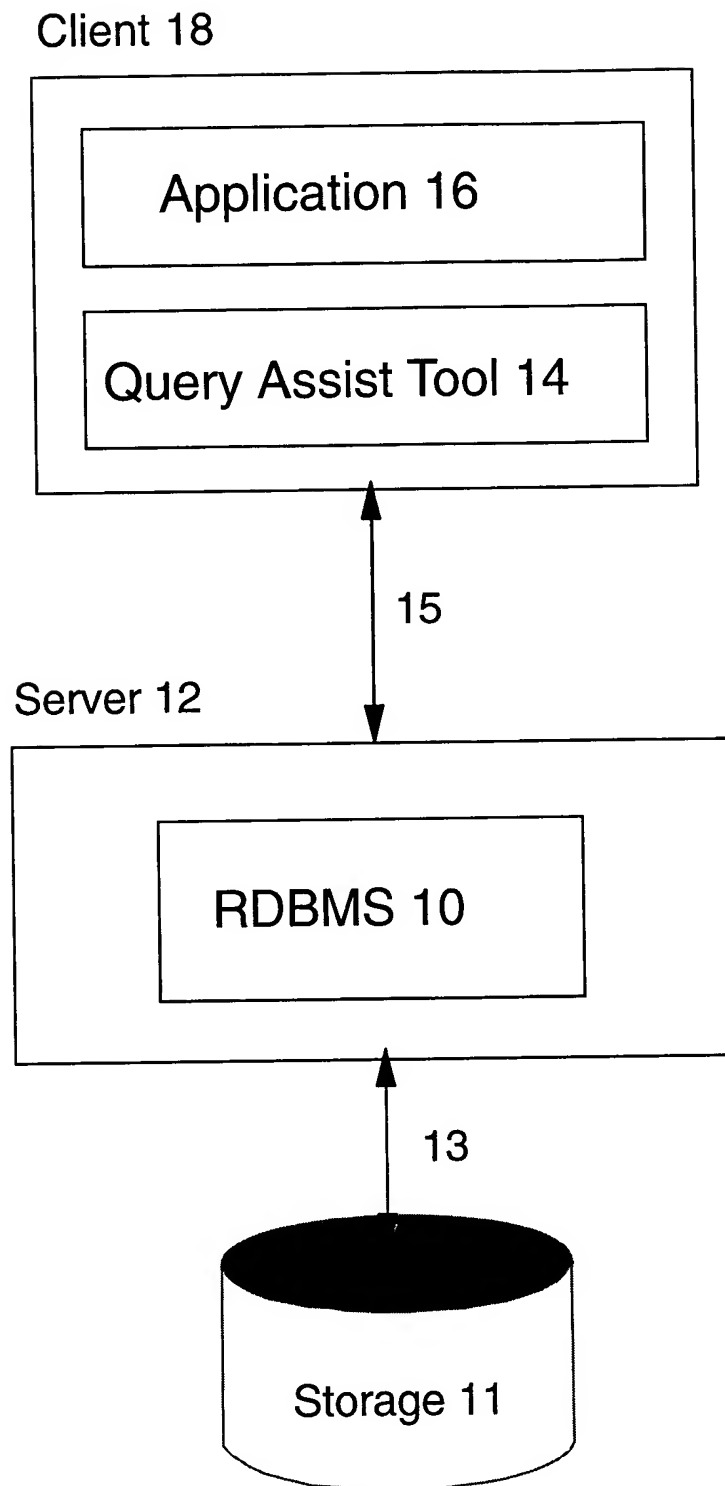 Client 18
Application 16
Query Assist Tool 14
15
Server 12
RDBMS 10
13
Storage 11